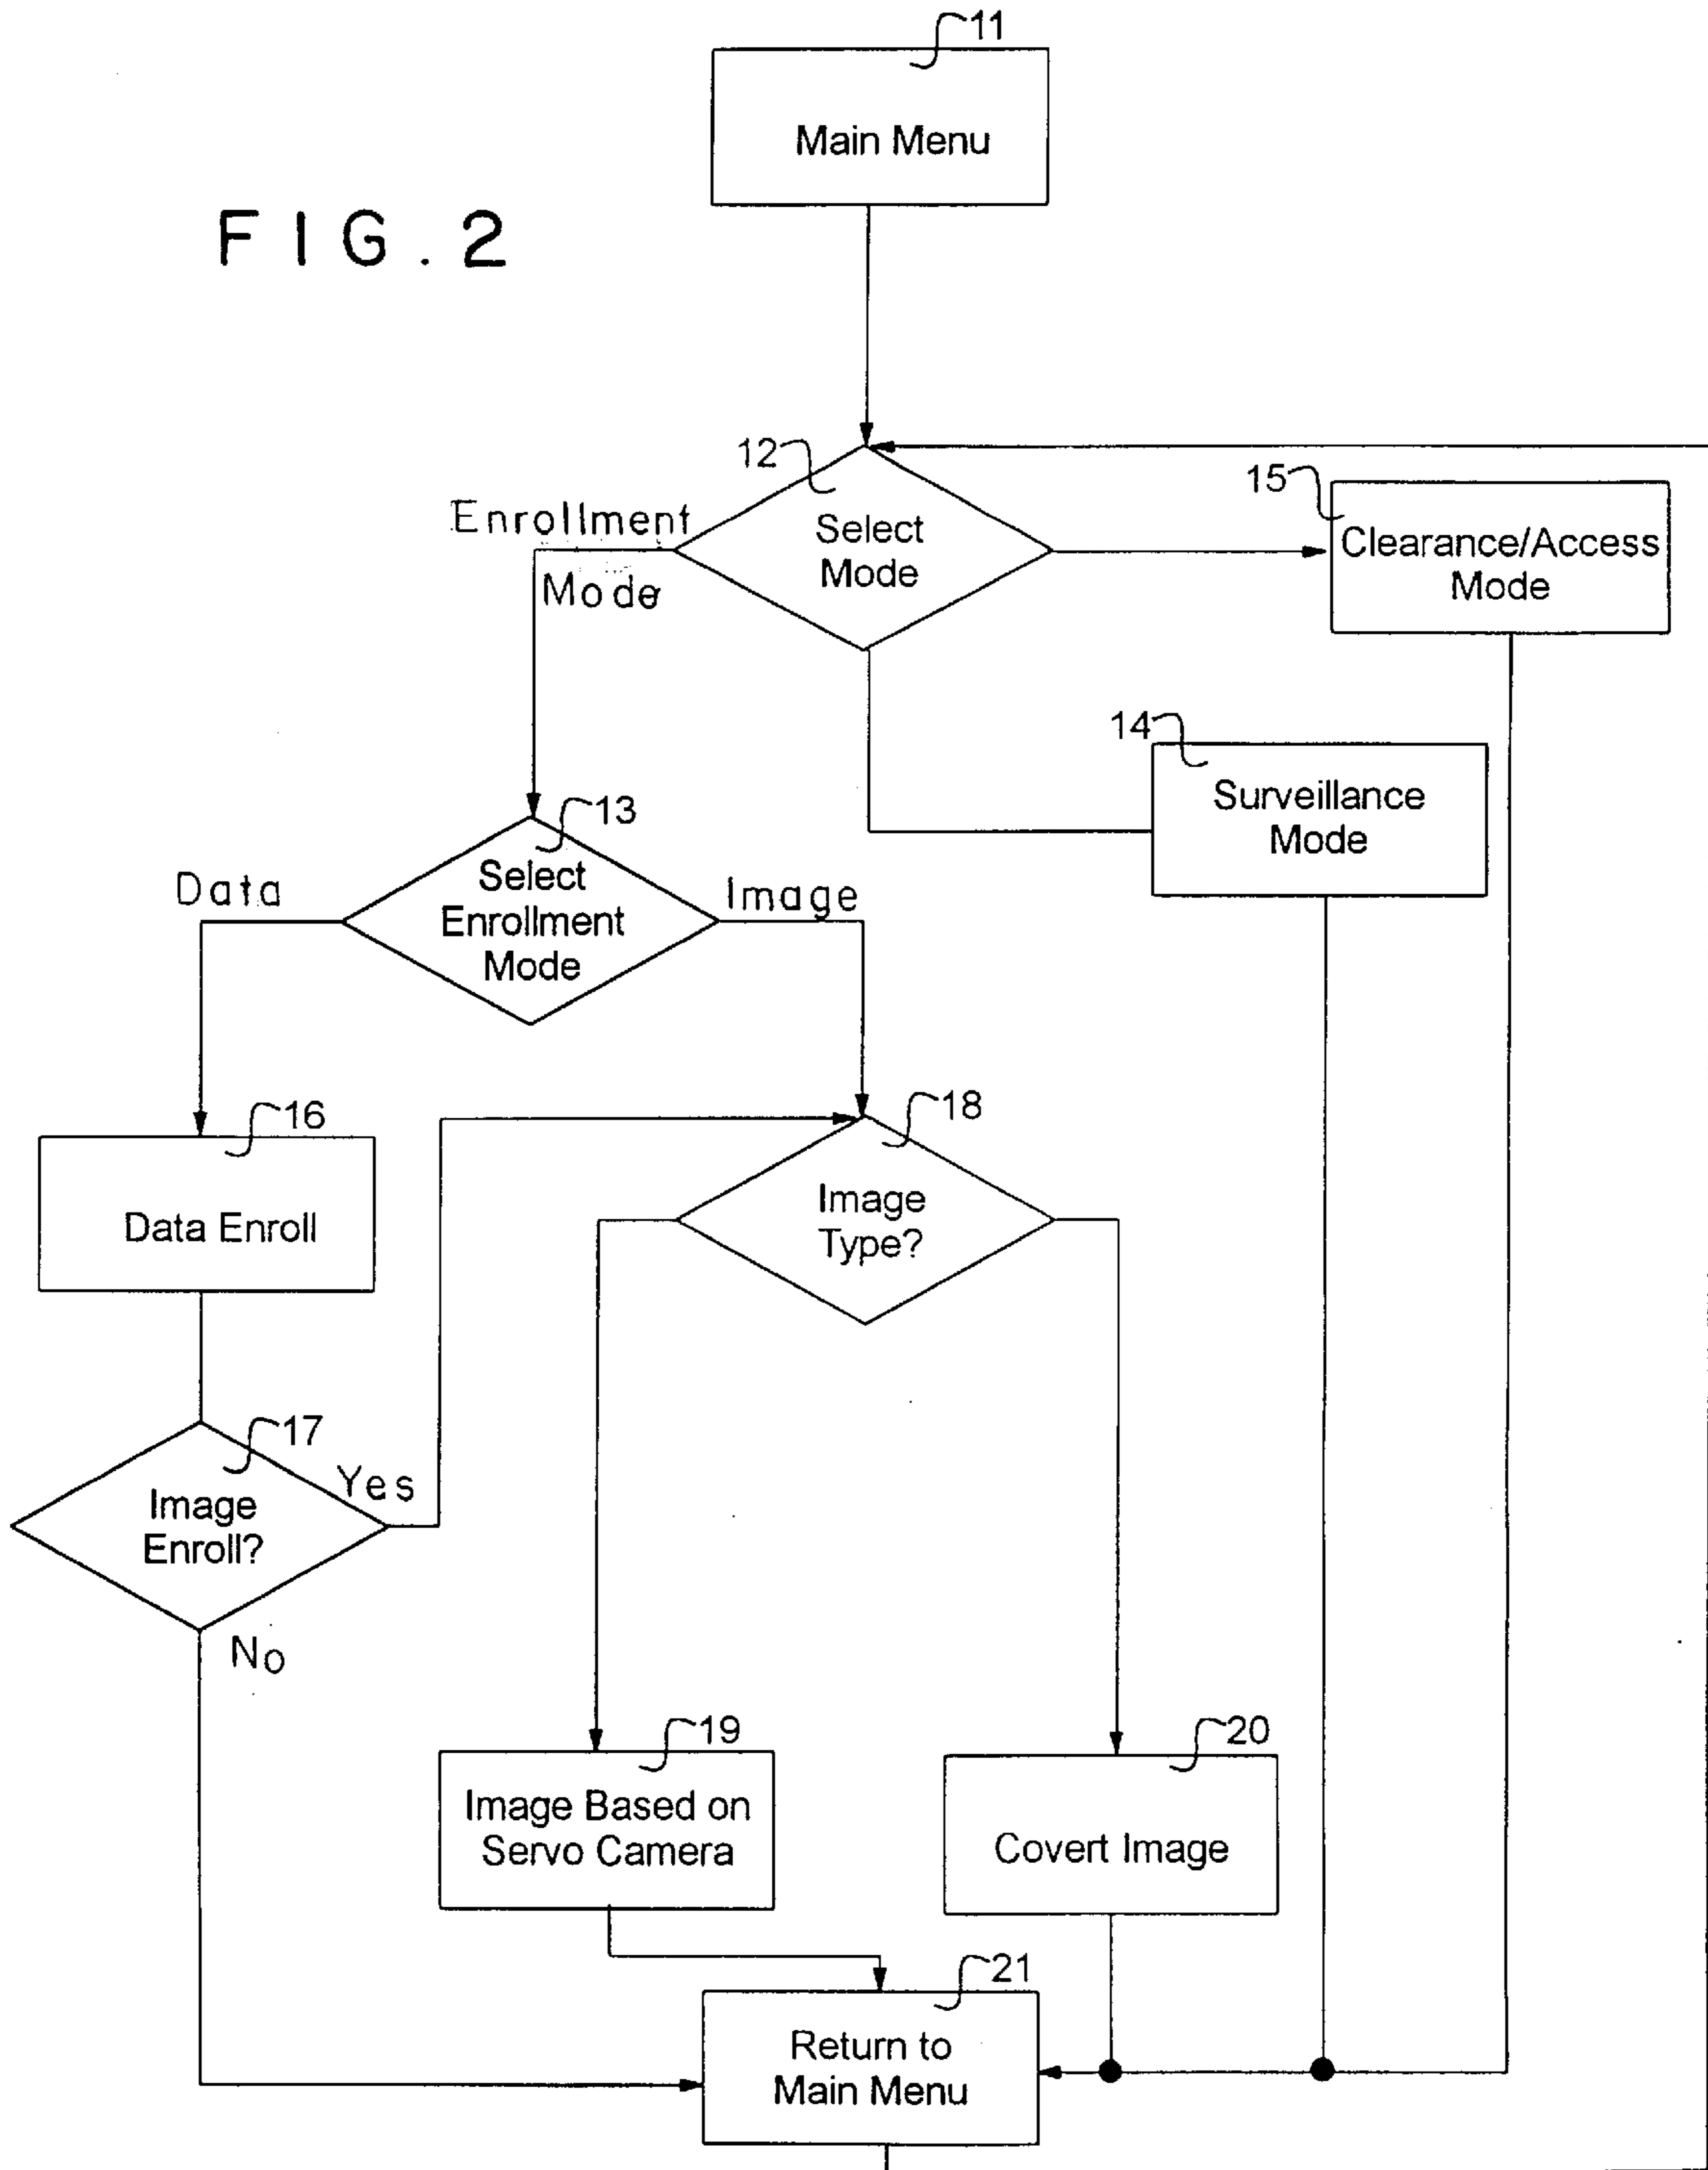 11
Main Menu
FIG.2
12
Select
Mode
Enrollment
Mode
15
Clearance/Access
Mode
14
Surveillance
Mode
13
Select
Enrollment
Mode
Data
Image
16
Data Enroll
18
Image
Type?
17
Image
Enroll?
Yes
No
19
Image Based on
Servo Camera
20
Covert Image
21
Return to
Main Menu